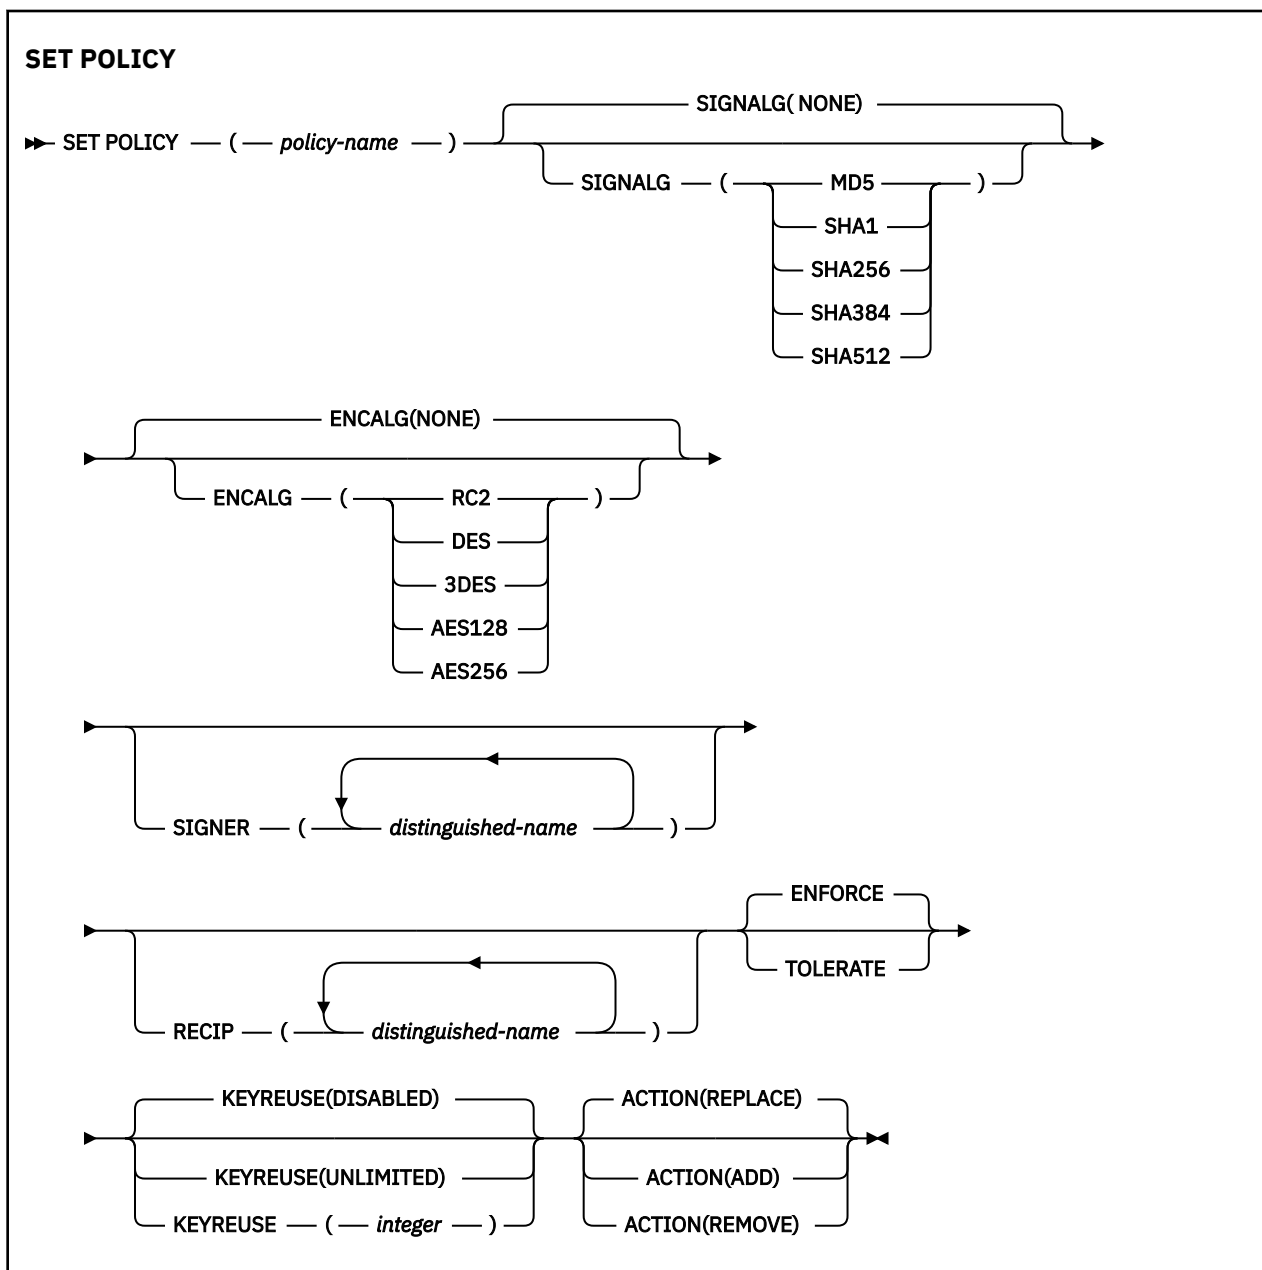 SET POLICY
SIGNALG( NONE)
SET POLICY ( policy-name )
SIGNALG ( MD5 )
SHA1
SHA256
SHA384
SHA512
ENCALG(NONE)
ENCALG ( RC2 )
DES
3DES
AES128
AES256
SIGNER ( distinguished-name )
ENFORCE
TOLERATE
RECIP ( distinguished-name )
KEYREUSE(DISABLED) ACTION(REPLACE)
KEYREUSE(UNLIMITED) ACTION(ADD)
KEYREUSE ( integer ) ACTION(REMOVE)